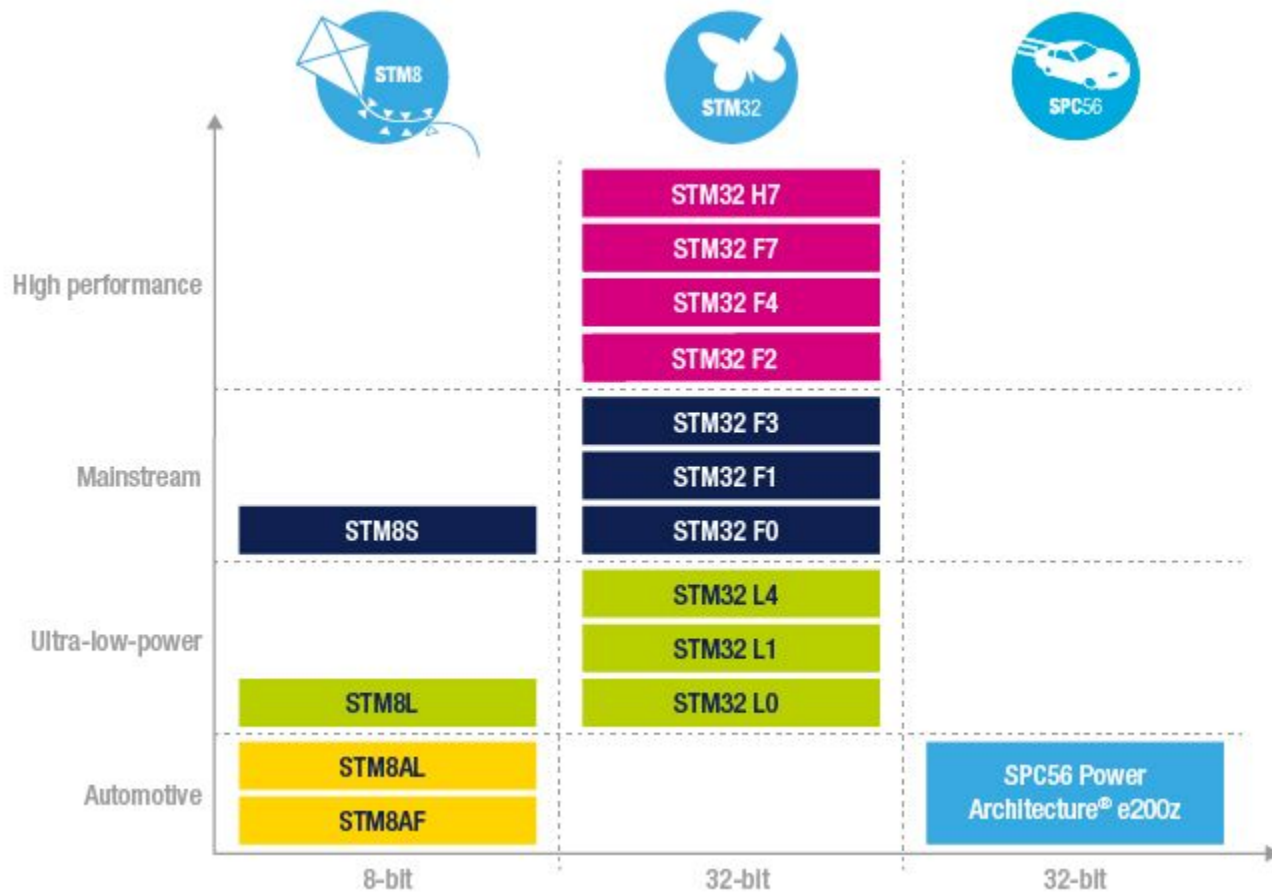 STM8
STM32
SPC56
High performance
STM32 H7
STM32 F7
STM32 F4
STM32 F2
Mainstream
STM8S
STM32 F3
STM32 F1
STM32 F0
Ultra-low-power
STM8L
STM32 L4
STM32 L1
STM32 L0
Automotive
STM8AL
STM8AF
SPC56 Power
Architecture® e200z
8-bit
32-bit
32-bit